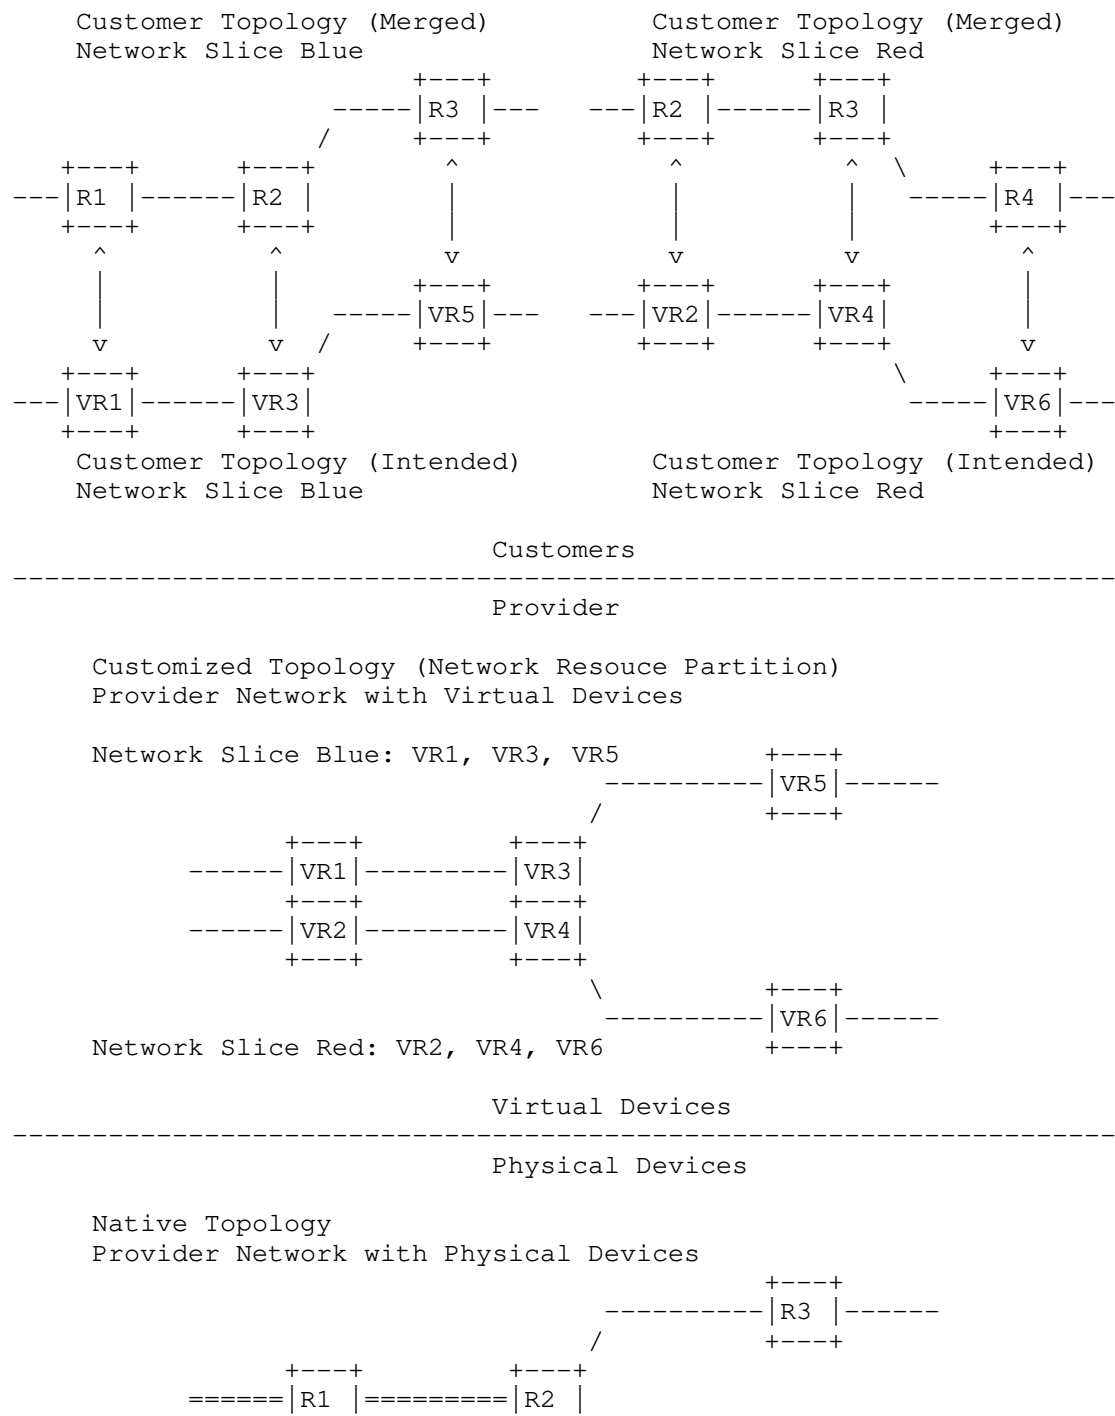 Customer Topology (Merged)          Customer Topology (Merged)
    Network Slice Blue                  Network Slice Red
                         +---+         +---+      +---+
                    -----|R3 |---   ---|R2 |------|R3 |
                   /     +---+         +---+      +---+
   +---+      +---+        ^             ^          ^  \     +---+
---|R1 |------|R2 |        |             |          |   -----|R4 |---
   +---+      +---+        |             |          |        +---+
     ^          ^          v             v          v          ^
     |          |        +---+         +---+      +---+        |
     |          |   -----|VR5|---   ---|VR2|------|VR4|        |
     v          v  /     +---+         +---+      +---+        v
   +---+      +---+                                    \     +---+
---|VR1|------|VR3|                                     -----|VR6|---
   +---+      +---+                                          +---+
    Customer Topology (Intended)        Customer Topology (Intended)
    Network Slice Blue                  Network Slice Red

                              Customers
---------------------------------------------------------------------
                              Provider

     Customized Topology (Network Resouce Partition)
     Provider Network with Virtual Devices

     Network Slice Blue: VR1, VR3, VR5         +---+
                                     ----------|VR5|------
                                    /          +---+
                 +---+         +---+
           ------|VR1|---------|VR3|
                 +---+         +---+
           ------|VR2|---------|VR4|
                 +---+         +---+
                                    \          +---+
                                     ----------|VR6|------
     Network Slice Red: VR2, VR4, VR6          +---+

                              Virtual Devices
---------------------------------------------------------------------
                              Physical Devices

     Native Topology
     Provider Network with Physical Devices
                                               +---+
                                     ----------|R3 |------
                                    /          +---+
                 +---+         +---+
           ======|R1 |=========|R2 |